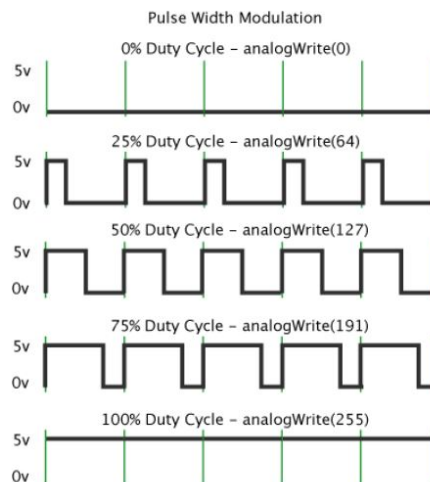 Pulse Width Modulation
0% Duty Cycle – analogWrite(0)
5v
0v
25% Duty Cycle – analogWrite(64)
5v
0v
50% Duty Cycle – analogWrite(127)
5v
0v
75% Duty Cycle – analogWrite(191)
5v
0v
100% Duty Cycle – analogWrite(255)
5v
0v